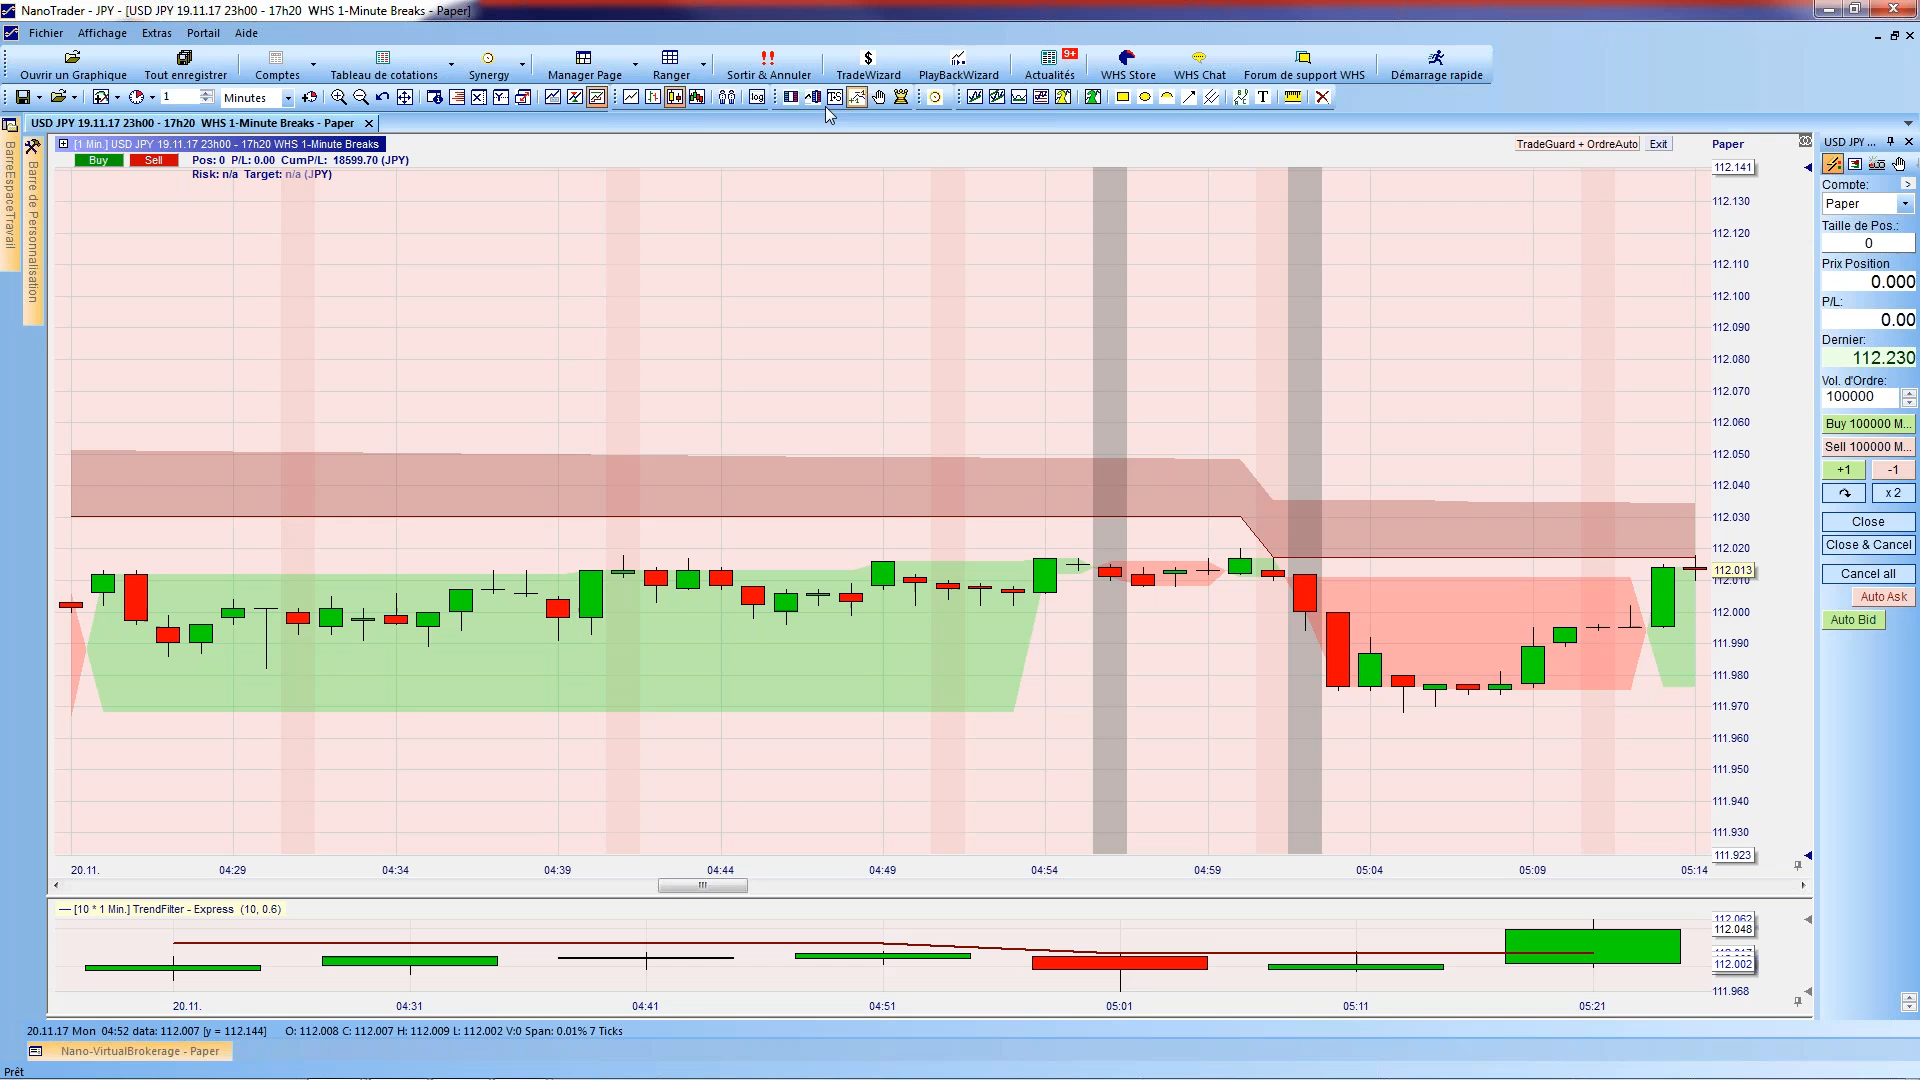 NanoTrader - JPY - [USD JPY 19.11.17 23h00 - 17h20  WHS 1-Minute Breaks - Paper]
Fichier Affichage Extras Portail Aide
Ouvrir un Graphique Tout enregistrer Comptes Tableau de cotations Synergy Manager Page Ranger Sortir & Annuler TradeWizard PlayBackWizard Actualités 9+ WHS Store WHS Chat Forum de support WHS Démarrage rapide
1 Minutes log TS T
USD JPY 19.11.17 23h00 - 17h20  WHS 1-Minute Breaks - Paper
BarreEspaceTravail
Barre de Personnalisation
[1 Min.] USD JPY 19.11.17 23h00 - 17h20 WHS 1-Minute Breaks
TradeGuard + OrdreAuto Exit Paper
Buy Sell Pos: 0 P/L: 0.00 CumP/L: 18599.70 (JPY)
Risk: n/a Target: n/a (JPY)
112.141
112.130
112.120
112.110
112.100
112.090
112.080
112.070
112.060
112.050
112.040
112.030
112.020
112.013
112.010
112.000
111.990
111.980
111.970
111.960
111.950
111.940
111.930
111.923
20.11. 04:29 04:34 04:39 04:44 04:49 04:54 04:59 05:04 05:09 05:14
[10 * 1 Min.] TrendFilter - Express (10, 0.6)
112.062
112.048
112.002
111.968
20.11. 04:31 04:41 04:51 05:01 05:11 05:21
USD JPY ...
Compte:
Paper
Taille de Pos.:
0
Prix Position
0.000
P/L:
0.00
Dernier:
112.230
Vol. d'Ordre:
100000
Buy 100000 M...
Sell 100000 M...
+1 -1
x 2
Close
Close & Cancel
Cancel all
Auto Ask
Auto Bid
20.11.17 Mon 04:52 data: 112.007 [y = 112.144] O: 112.008 C: 112.007 H: 112.009 L: 112.002 V:0 Span: 0.01% 7 Ticks
Nano-VirtualBrokerage - Paper
Prêt